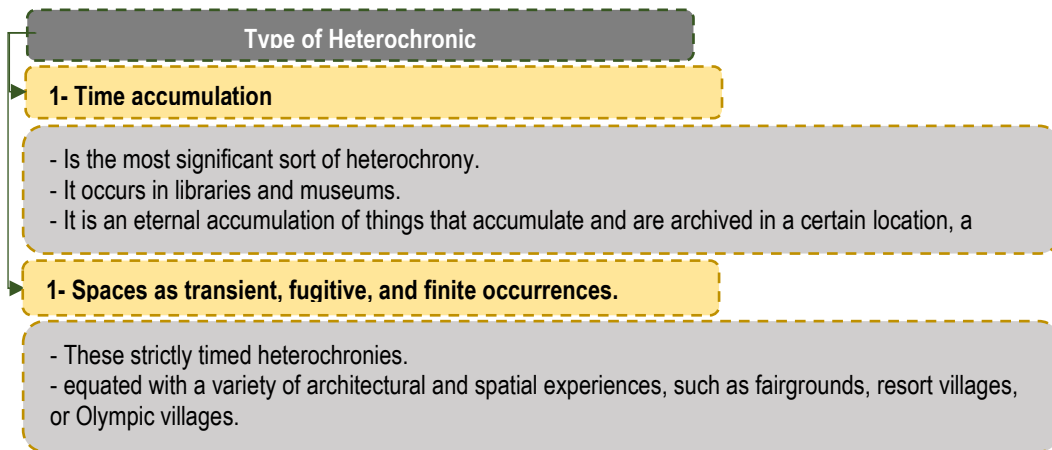 Type of Heterochronic
1- Time accumulation
- Is the most significant sort of heterochrony.
- It occurs in libraries and museums.
- It is an eternal accumulation of things that accumulate and are archived in a certain location, a
1- Spaces as transient, fugitive, and finite occurrences.
- These strictly timed heterochronies.
- equated with a variety of architectural and spatial experiences, such as fairgrounds, resort villages,
or Olympic villages.